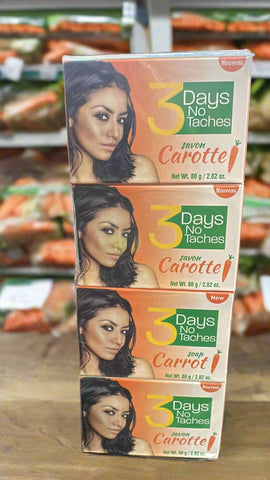 Nouveau
3 Days
No
Taches
savon
Carotte
Net Wt. 80 g / 2.82 oz.
Nouveau
3 Days
No
Taches
savon
Carotte
Net Wt. 80 g / 2.82 oz.
New
3 Days
No
Taches
soap
Carrot
Net Wt. 80 g / 2.82 oz.
Nouveau
3 Days
No
Taches
savon
Carotte
Net Wt. 80 g / 2.82 oz.